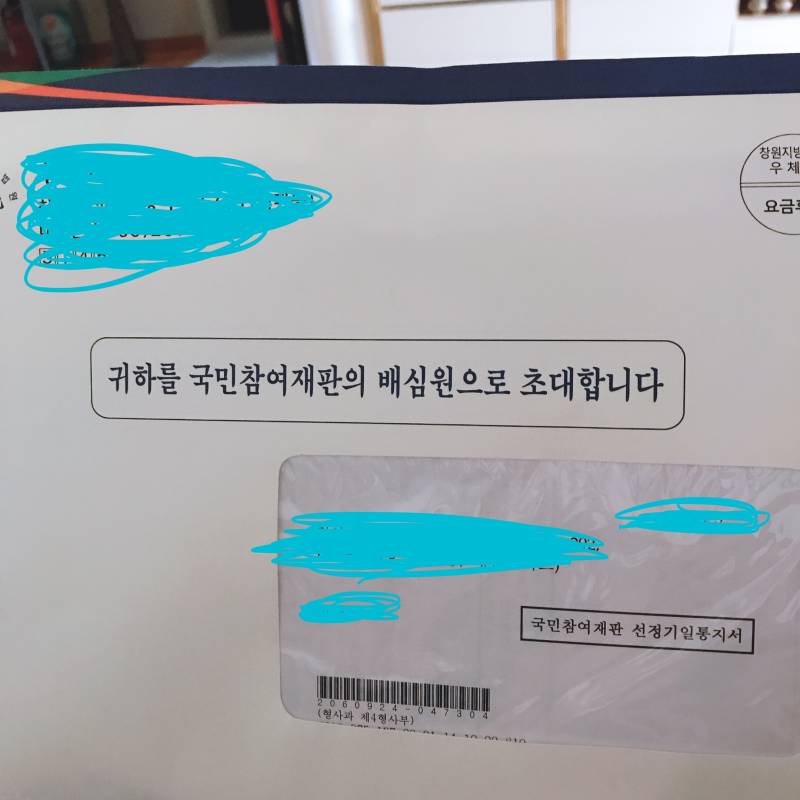 법원
창원지방
우 체
요금후
귀하를 국민참여재판의 배심원으로 초대합니다
국민참여재판 선정기일통지서
2060924-047304
(형사과 제4형사부)